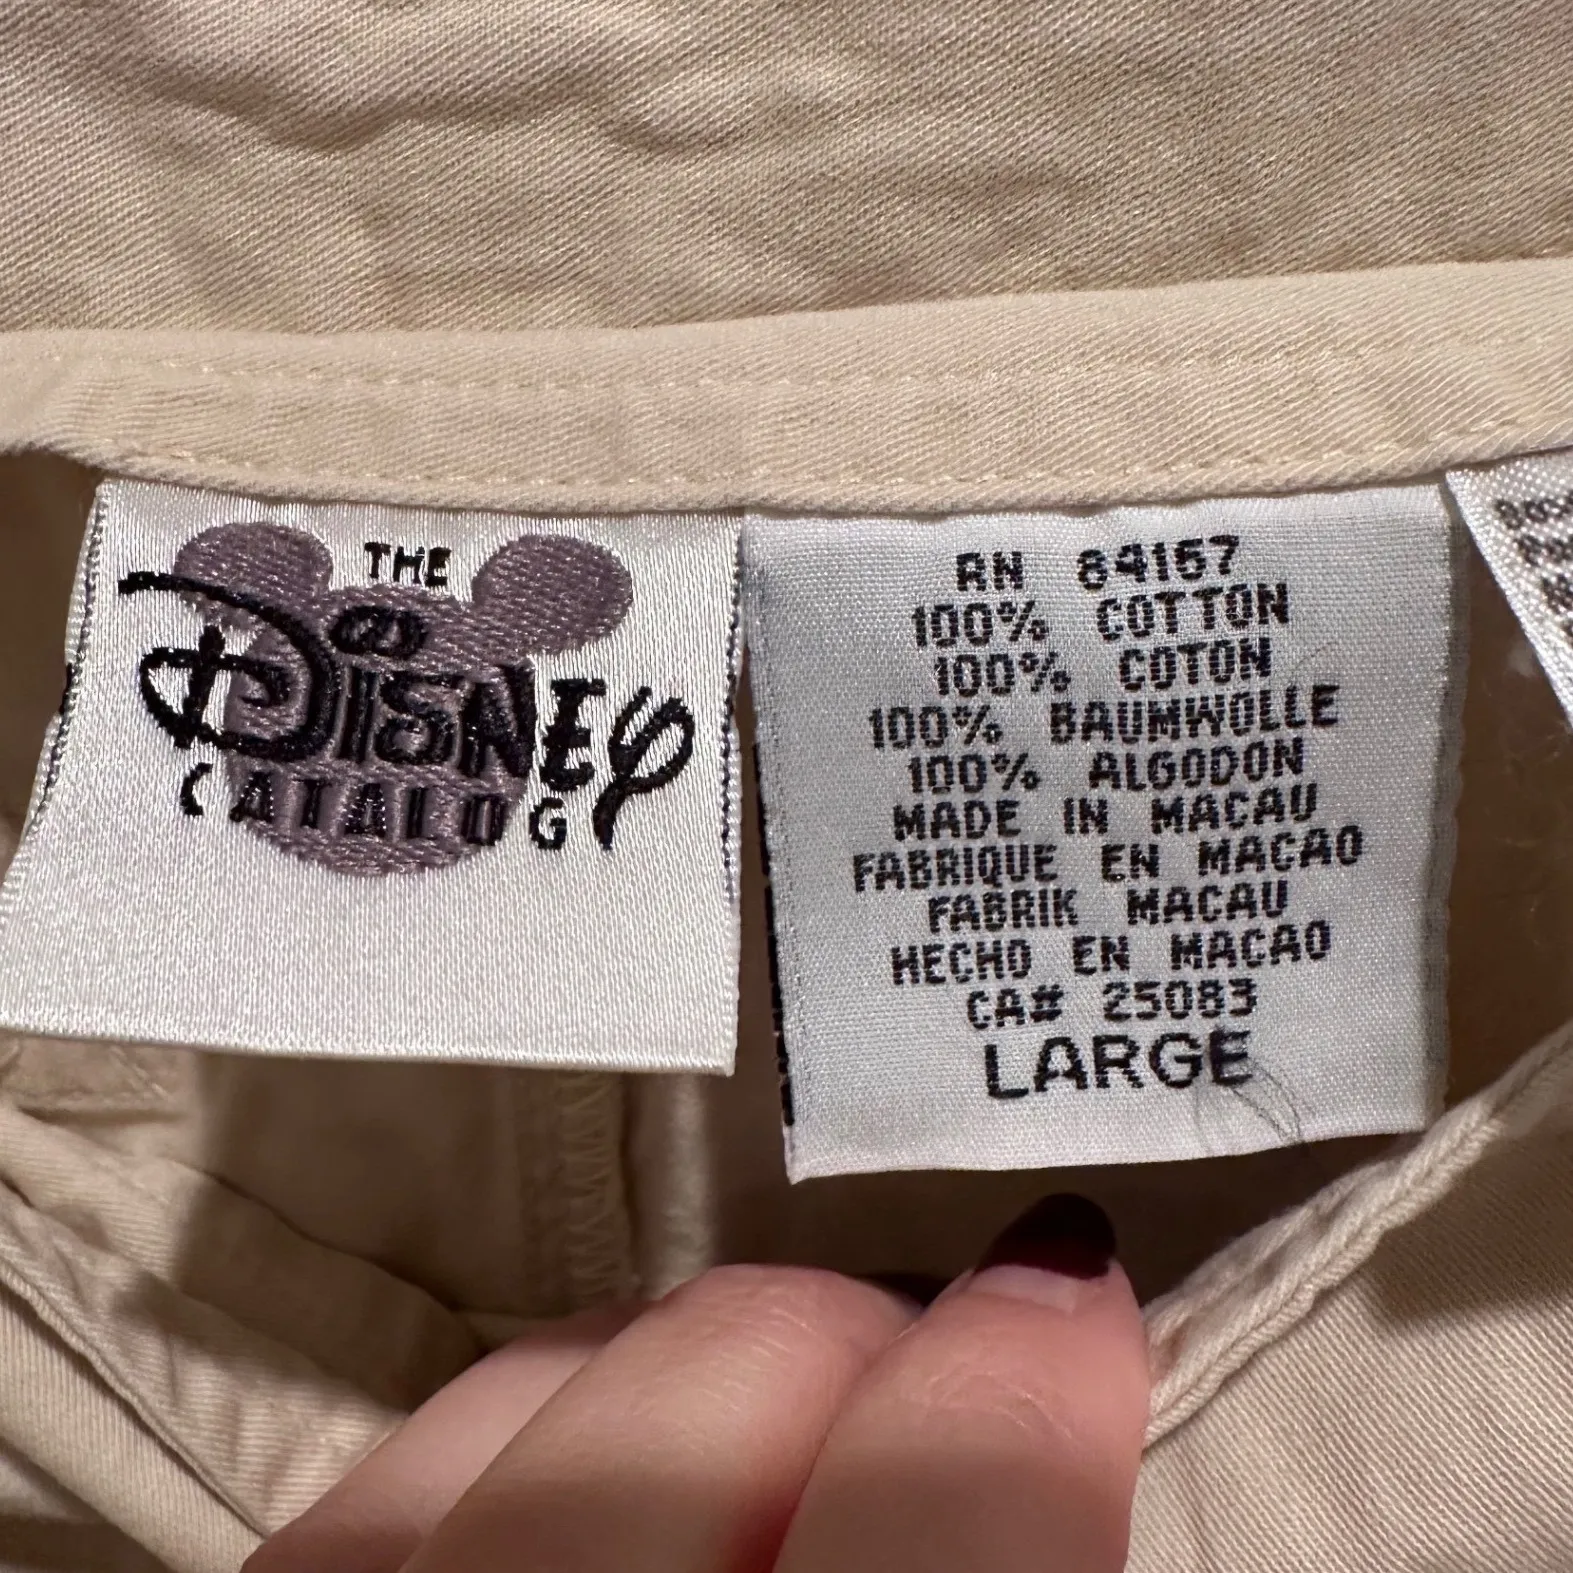 THE
DISNEY
CATALOG
RN 64157
100% COTTON
100% COTON
100% BAUMWOLLE
100% ALGODON
MADE IN MACAU
FABRIQUE EN MACAO
FABRIK MACAU
HECHO EN MACAO
CA# 25083
LARGE